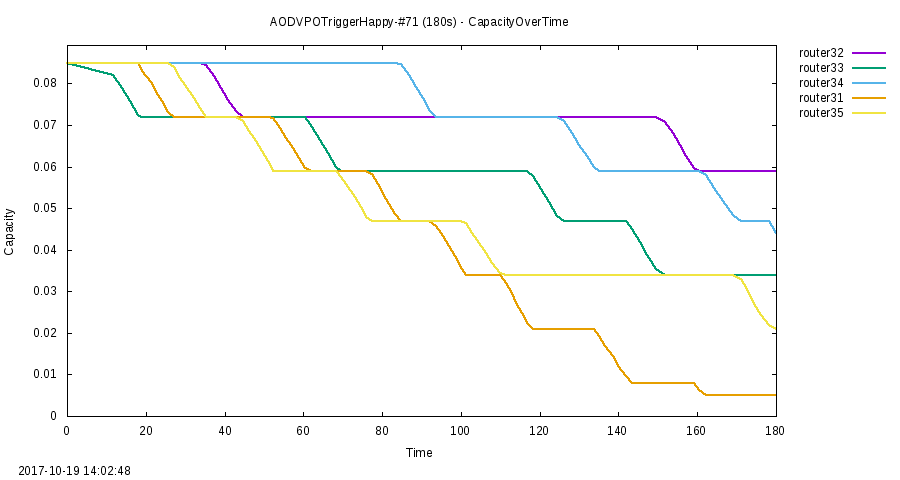 AODVPOTriggerHappy-#71 (180s) - CapacityOverTime
router32
router33
router34
router31
router35
0.08
0.07
0.06
0.05
0.04
0.03
0.02
0.01
0
Capacity
0 20 40 60 80 100 120 140 160 180
Time
2017-10-19 14:02:48